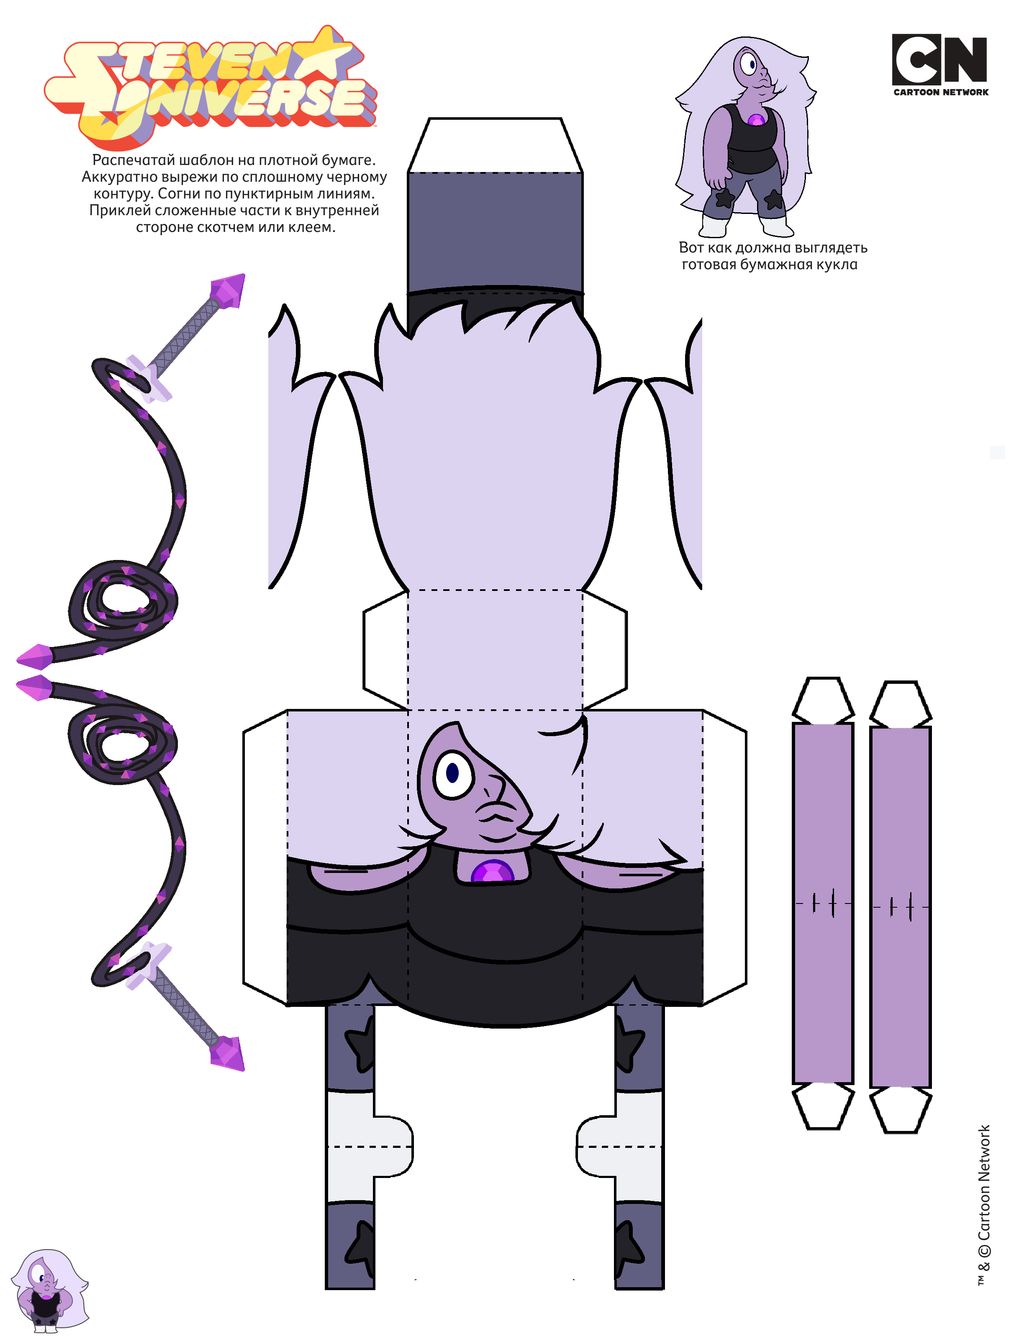 STEVEN
UNIVERSE
Распечатай шаблон на плотной бумаге.
Аккуратно вырежи по сплошному черному
контуру. Согни по пунктирным линиям.
Приклей сложенные части к внутренней
стороне скотчем или клеем.
CN
CARTOON NETWORK
Вот как должна выглядеть
готовая бумажная кукла
™ & © Cartoon Network